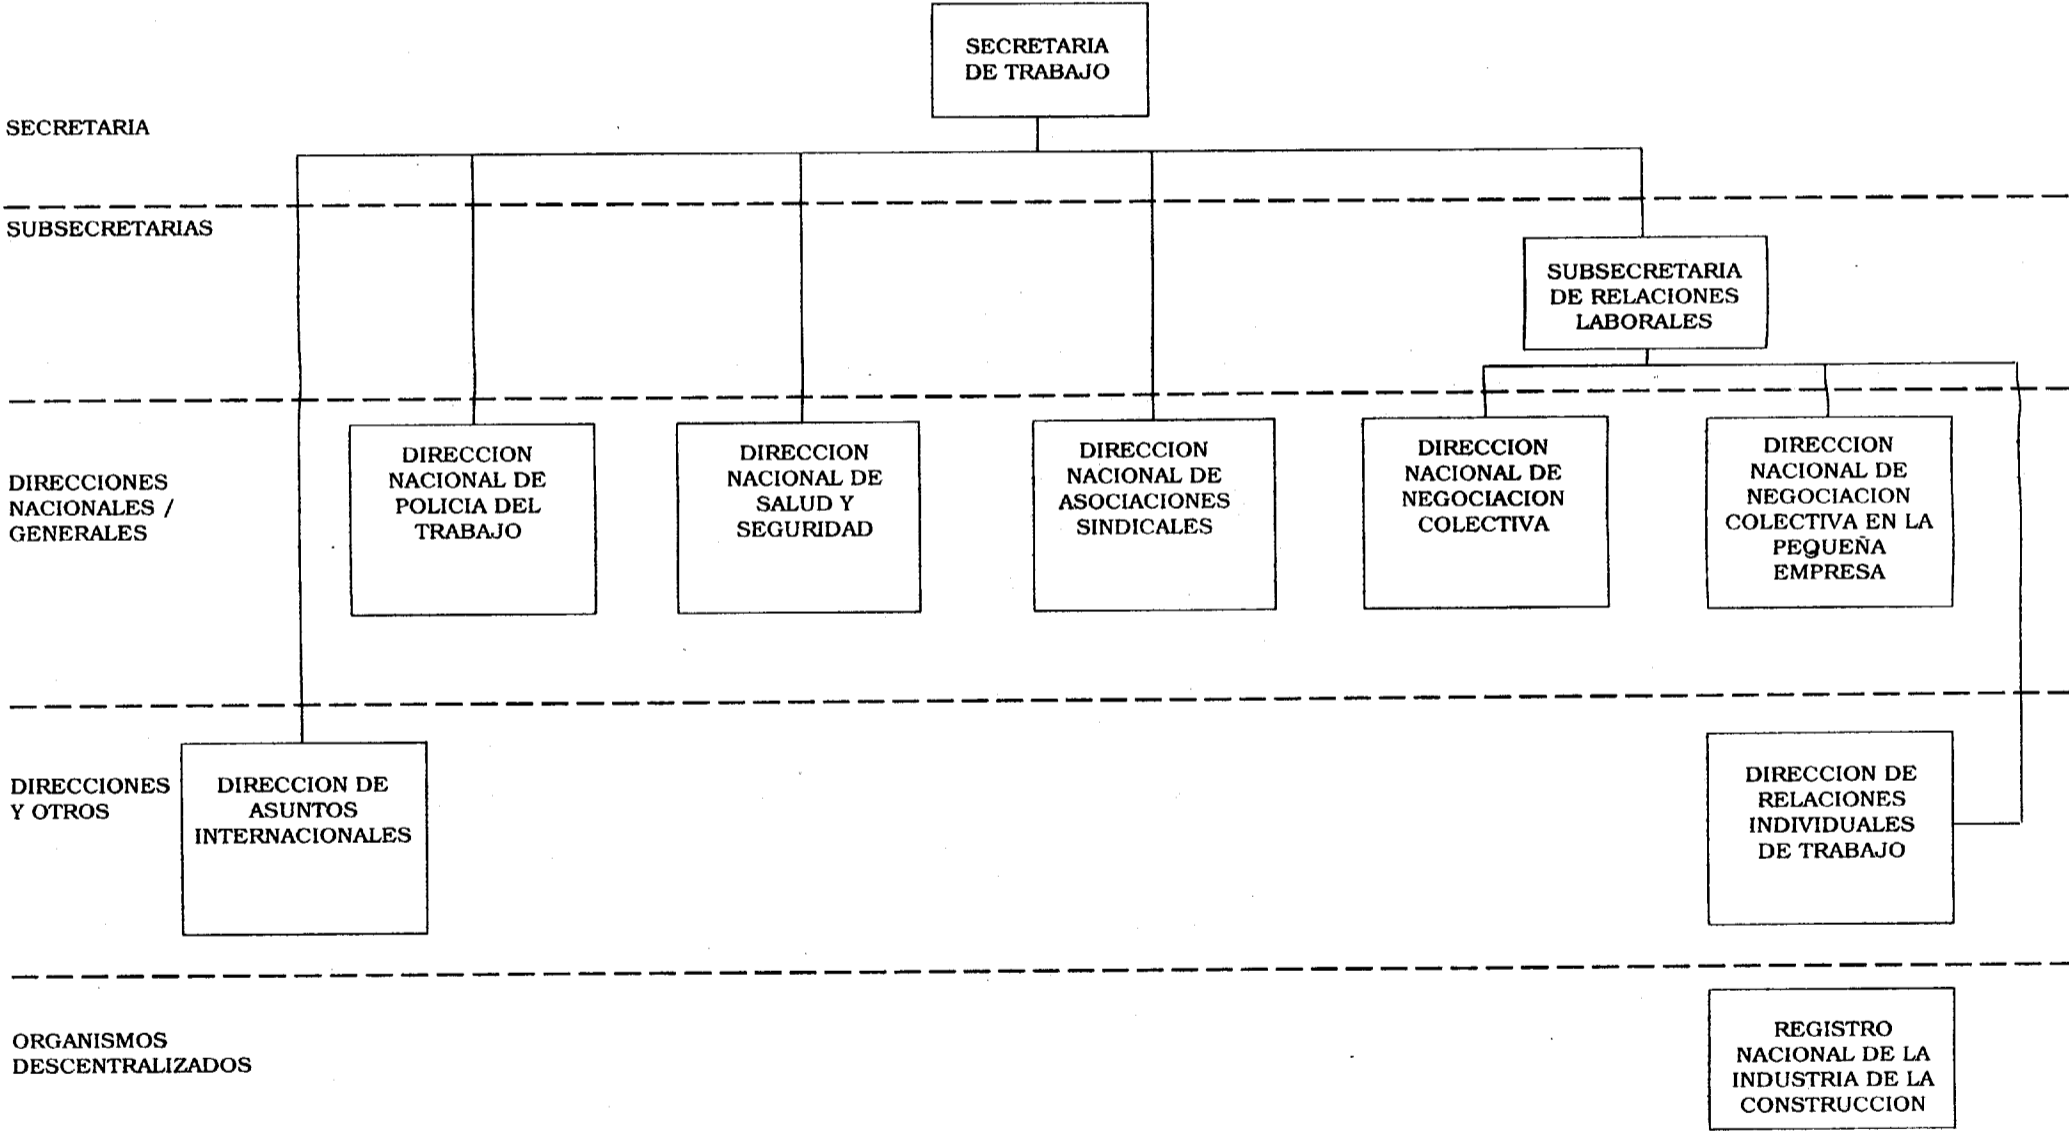 SECRETARIA
DE TRABAJO
SECRETARIA
SUBSECRETARIAS
SUBSECRETARIA
DE RELACIONES
LABORALES
DIRECCIONES
NACIONALES /
GENERALES
DIRECCION
NACIONAL DE
POLICIA DEL
TRABAJO
DIRECCION
NACIONAL DE
SALUD Y
SEGURIDAD
DIRECCION
NACIONAL DE
ASOCIACIONES
SINDICALES
DIRECCION
NACIONAL DE
NEGOCIACION
COLECTIVA
DIRECCION
NACIONAL DE
NEGOCIACION
COLECTIVA EN LA
PEQUEÑA
EMPRESA
DIRECCIONES
Y OTROS
DIRECCION DE
ASUNTOS
INTERNACIONALES
DIRECCION DE
RELACIONES
INDIVIDUALES
DE TRABAJO
ORGANISMOS
DESCENTRALIZADOS
REGISTRO
NACIONAL DE LA
INDUSTRIA DE LA
CONSTRUCCION